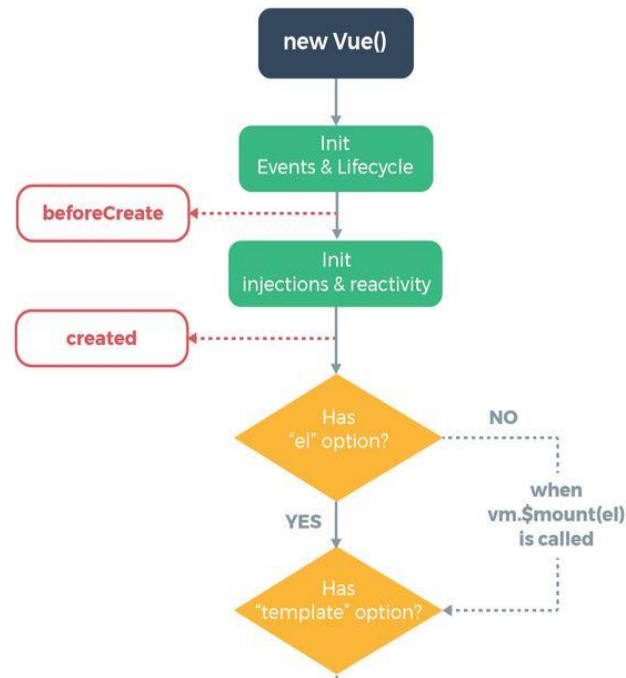 new Vue()
Init
Events & Lifecycle
beforeCreate
Init
injections & reactivity
created
Has
"el" option?
NO
when
vm.$mount(el)
is called
YES
Has
"template" option?